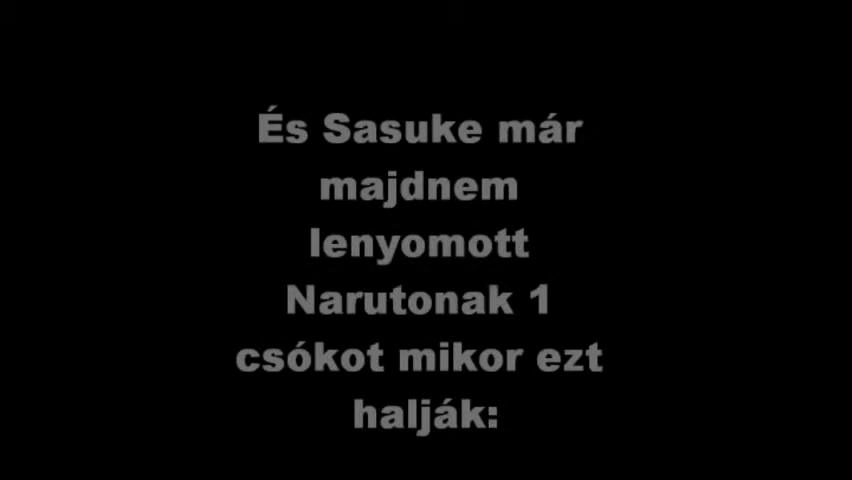 És Sasuke már
majdnem
lenyomott
Narutonak 1
csókot mikor ezt
halják: